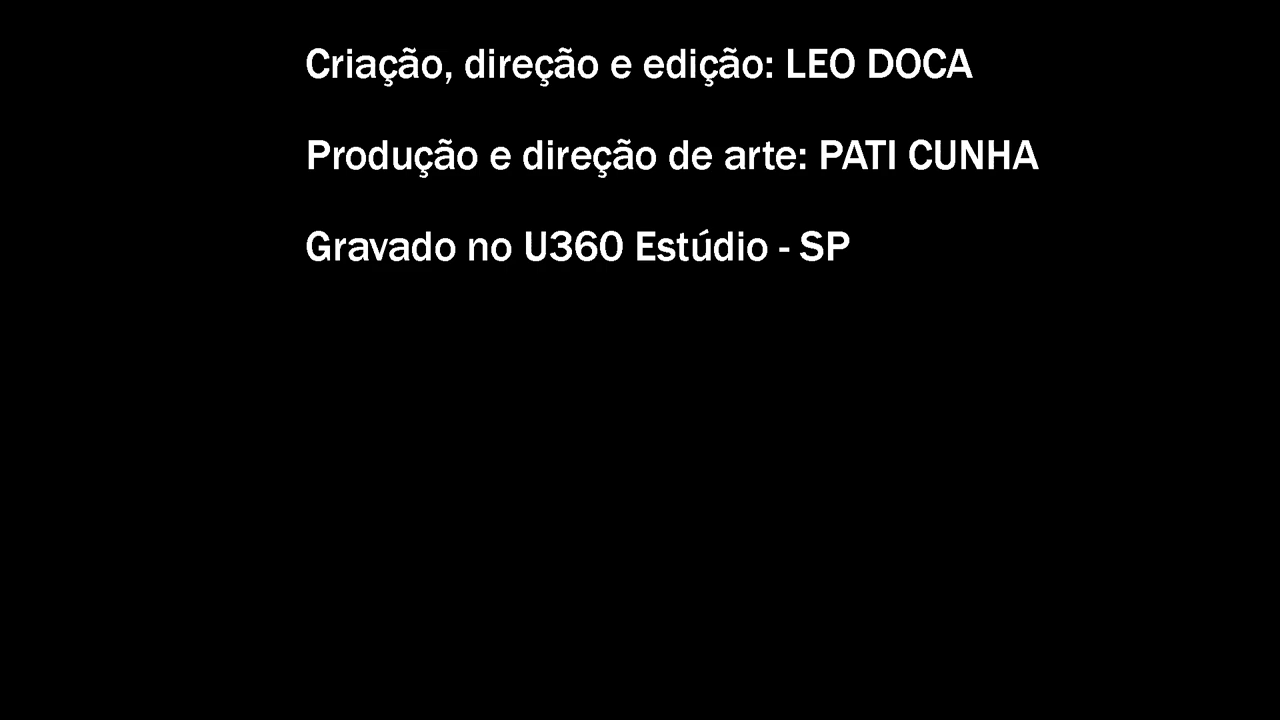 Criação, direção e edição: LEO DOCA
Produção e direção de arte: PATI CUNHA
Gravado no U360 Estúdio - SP